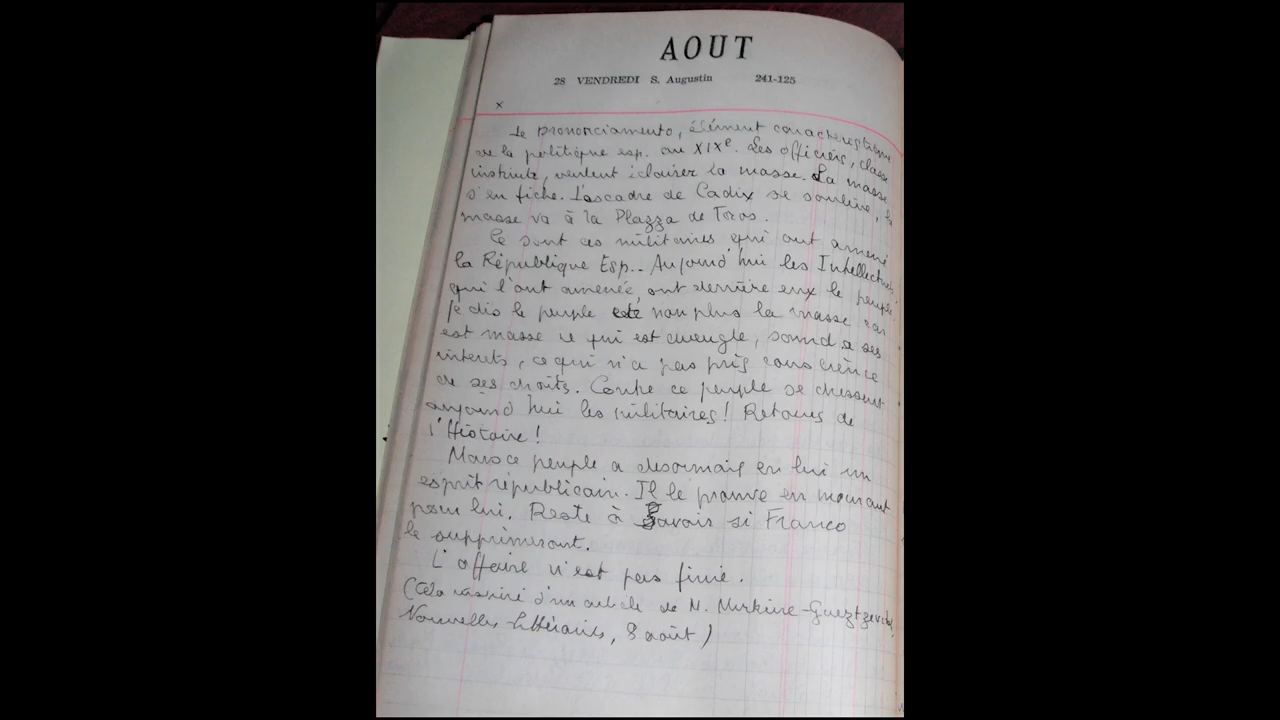 AOUT
28 VENDREDI S. Augustin 241-125
x
Le prononciamento, élément caractéristique
de la politique esp. au XIXe. Les officiers, classe
instruite, veulent éclairer la masse. La masse
s'en fiche. L'escadre de Cadix se soulève, la
masse va à la Plazza de Toros.
Ce sont ces militaires qui ont amené
la République Esp.. Aujourd'hui les Intellectuels
qui l'ont amenée, ont derrière eux le peuple
je dis le peuple et non plus la masse car
est masse ce qui est aveugle, sourd a ses
interets, ce qui n'a pas pris conscience
de ses droits. Contre ce peuple se dressent
aujourd'hui les militaires! Retours de
l'Histoire!
Mais ce peuple a desormais en lui un
esprit républicain. Il le prouve en mourant
pour lui. Reste à savoir si Franco
le supprimeront.
L'affaire n'est pas finie.
(Cela d'un article de M. Mirkine-Guetzevitch,
Nouvelles littéraires, 8 août)